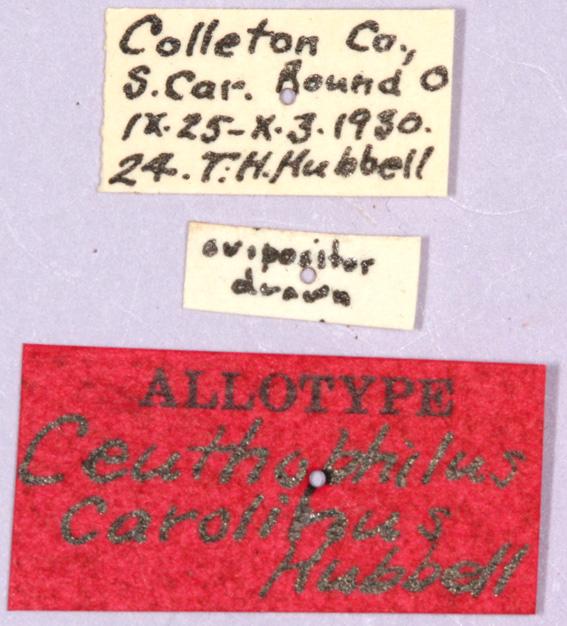 Colleton Co.,
S.Car. Round O
IX.25-X.3.1930.
24. T.H.Hubbell
ovipositor
drawn
ALLOTYPE
Ceuthophilus
carolinus
Hubbell